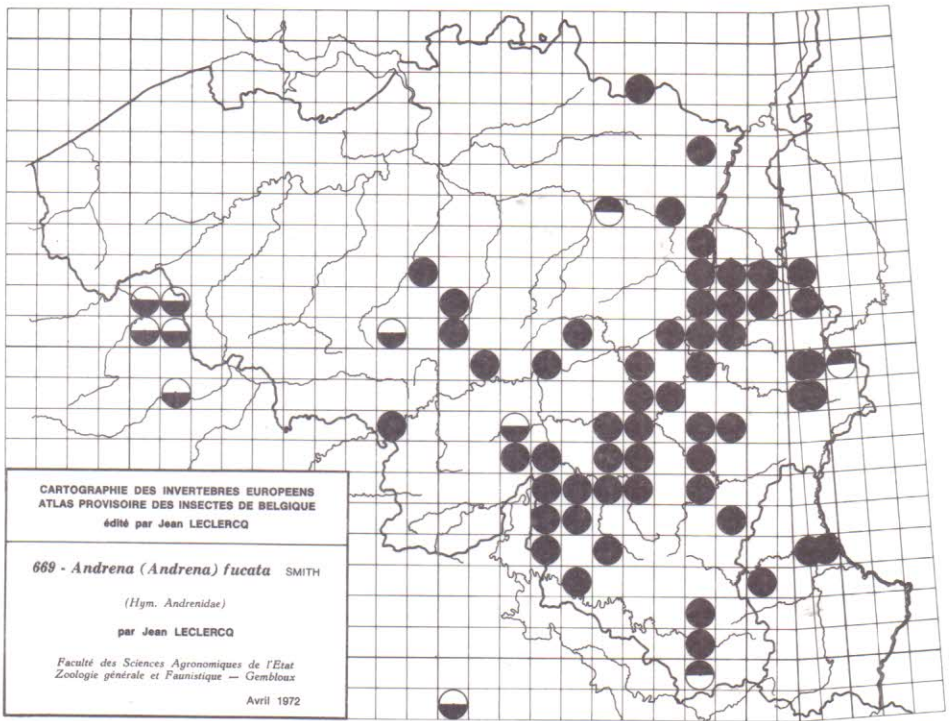 CARTOGRAPHIE DES INVERTEBRES EUROPEENS
ATLAS PROVISOIRE DES INSECTES DE BELGIQUE
édité par Jean LECLERCQ
669 - Andrena (Andrena) fucata SMITH
(Hym. Andrenidae)
par Jean LECLERCQ
Faculté des Sciences Agronomiques de l'Etat
Zoologie générale et Faunistique — Gembloux
Avril 1972